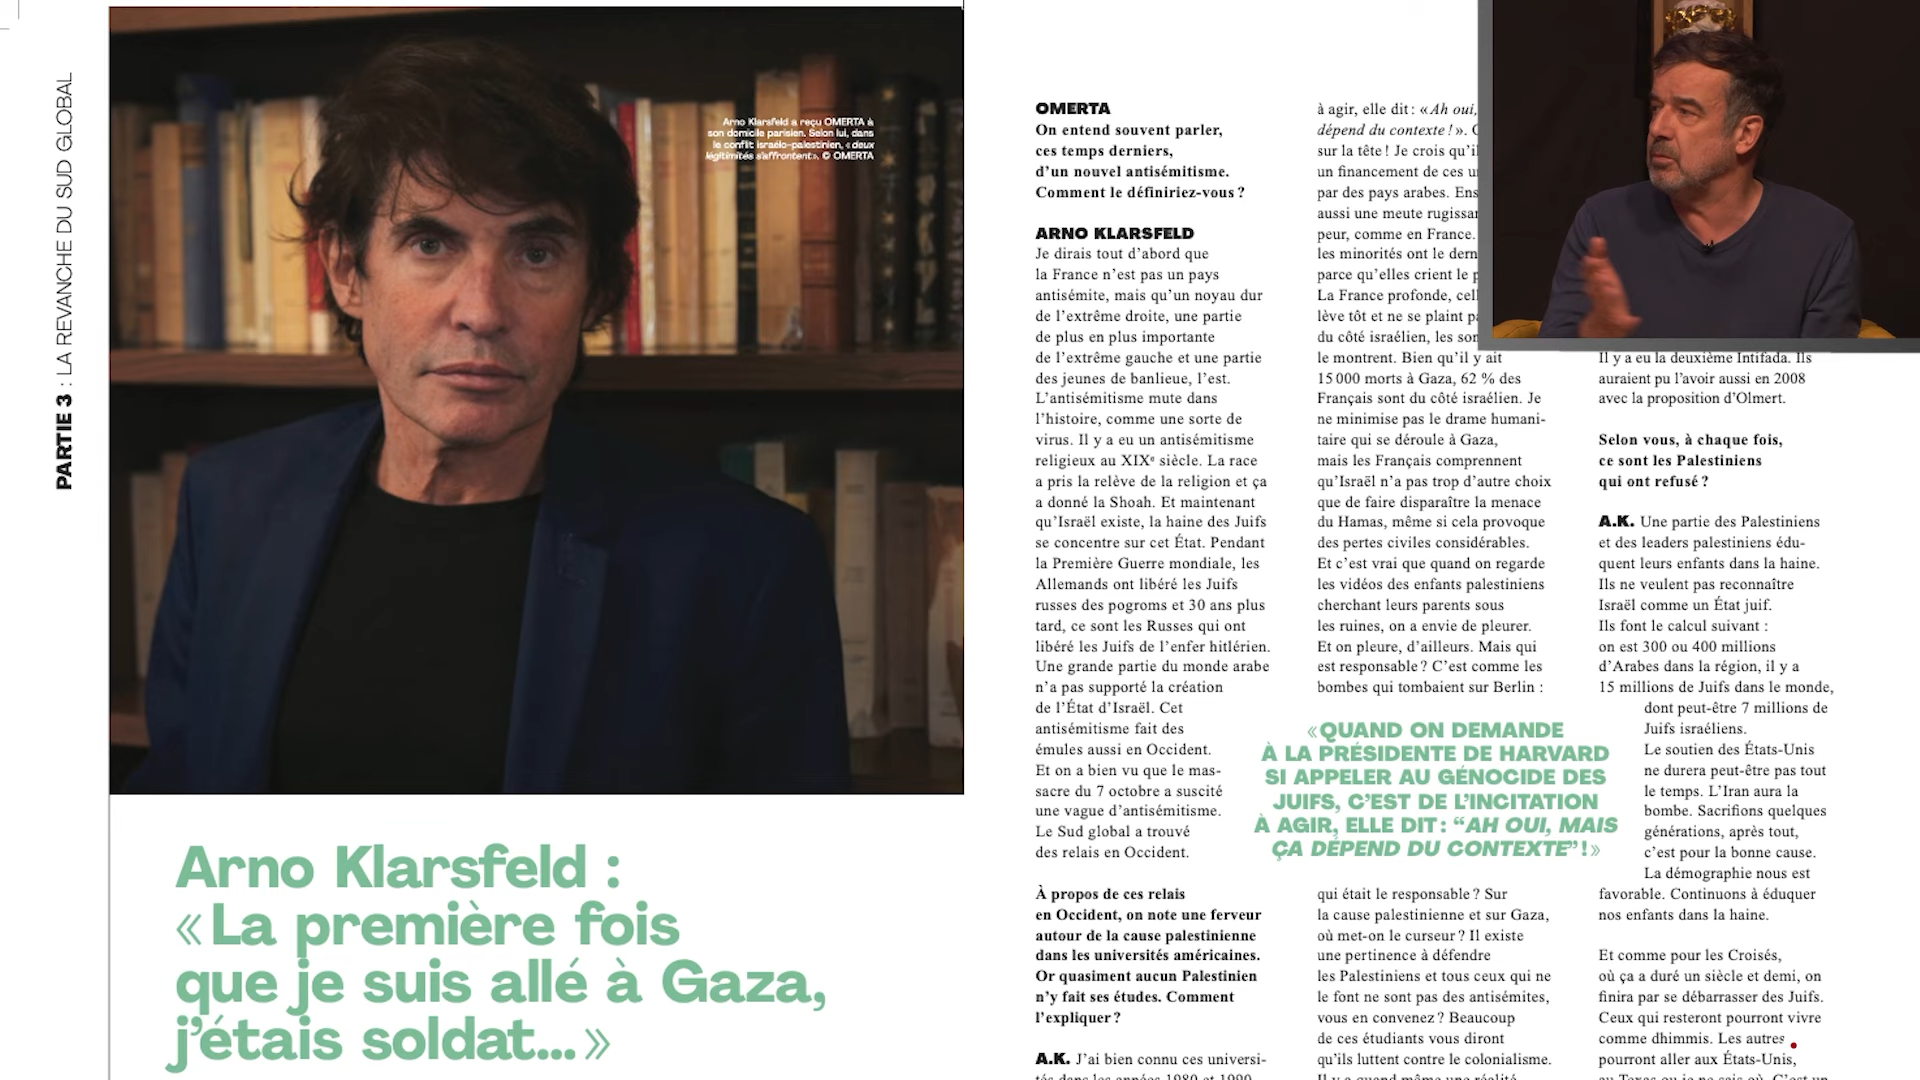 PARTIE 3 : LA REVANCHE DU SUD GLOBAL
Arno Klarsfeld a reçu OMERTA à
son domicile parisien. Selon lui, dans
le conflit israélo-palestinien, « deux
légitimités s'affrontent». © OMERTA
Arno Klarsfeld :
« La première fois
que je suis allé à Gaza,
j'étais soldat... »
OMERTA
On entend souvent parler,
ces temps derniers,
d'un nouvel antisémitisme.
Comment le définiriez-vous ?
ARNO KLARSFELD
Je dirais tout d'abord que
la France n'est pas un pays
antisémite, mais qu'un noyau dur
de l'extrême droite, une partie
de plus en plus importante
de l'extrême gauche et une partie
des jeunes de banlieue, l'est.
L'antisémitisme mute dans
l'histoire, comme une sorte de
virus. Il y a eu un antisémitisme
religieux au XIXe siècle. La race
a pris la relève de la religion et ça
a donné la Shoah. Et maintenant
qu'Israël existe, la haine des Juifs
se concentre sur cet État. Pendant
la Première Guerre mondiale, les
Allemands ont libéré les Juifs
russes des pogroms et 30 ans plus
tard, ce sont les Russes qui ont
libéré les Juifs de l'enfer hitlérien.
Une grande partie du monde arabe
n'a pas supporté la création
de l'État d'Israël. Cet
antisémitisme fait des
émules aussi en Occident.
Et on a bien vu que le mas-
sacre du 7 octobre a suscité
une vague d'antisémitisme.
Le Sud global a trouvé
des relais en Occident.
À propos de ces relais
en Occident, on note une ferveur
autour de la cause palestinienne
dans les universités américaines.
Or quasiment aucun Palestinien
n'y fait ses études. Comment
l'expliquer ?
A.K. J'ai bien connu ces universi-
tés dans les années 1980 et 1990
à agir, elle dit : « Ah oui,
dépend du contexte ! ».
sur la tête ! Je crois qu'il
un financement de ces
par des pays arabes. Ens
aussi une meute rugissa
peur, comme en France.
les minorités ont le dern
parce qu'elles crient le p
La France profonde, cel
lève tôt et ne se plaint p
du côté israélien, les son
le montrent. Bien qu'il y ait
15 000 morts à Gaza, 62 % des
Français sont du côté israélien. Je
ne minimise pas le drame humani-
taire qui se déroule à Gaza,
mais les Français comprennent
qu'Israël n'a pas trop d'autre choix
que de faire disparaître la menace
du Hamas, même si cela provoque
des pertes civiles considérables.
Et c'est vrai que quand on regarde
les vidéos des enfants palestiniens
cherchant leurs parents sous
les ruines, on a envie de pleurer.
Et on pleure, d'ailleurs. Mais qui
est responsable ? C'est comme les
bombes qui tombaient sur Berlin :
« QUAND ON DEMANDE
À LA PRÉSIDENTE DE HARVARD
SI APPELER AU GÉNOCIDE DES
JUIFS, C'EST DE L'INCITATION
À AGIR, ELLE DIT : “AH OUI, MAIS
ÇA DÉPEND DU CONTEXTE” ! »
qui était le responsable ? Sur
la cause palestinienne et sur Gaza,
où met-on le curseur ? Il existe
une pertinence à défendre
les Palestiniens et tous ceux qui ne
le font ne sont pas des antisémites,
vous en convenez ? Beaucoup
de ces étudiants vous diront
qu'ils luttent contre le colonialisme.
Il y a quand même une réalité
Il y a eu la deuxième Intifada. Ils
auraient pu l'avoir aussi en 2008
avec la proposition d'Olmert.
Selon vous, à chaque fois,
ce sont les Palestiniens
qui ont refusé ?
A.K. Une partie des Palestiniens
et des leaders palestiniens édu-
quent leurs enfants dans la haine.
Ils ne veulent pas reconnaître
Israël comme un État juif.
Ils font le calcul suivant :
on est 300 ou 400 millions
d'Arabes dans la région, il y a
15 millions de Juifs dans le monde,
dont peut-être 7 millions de
Juifs israéliens.
Le soutien des États-Unis
ne durera peut-être pas tout
le temps. L'Iran aura la
bombe. Sacrifions quelques
générations, après tout,
c'est pour la bonne cause.
La démographie nous est
favorable. Continuons à éduquer
nos enfants dans la haine.
Et comme pour les Croisés,
où ça a duré un siècle et demi, on
finira par se débarrasser des Juifs.
Ceux qui resteront pourront vivre
comme dhimmis. Les autres
pourront aller aux États-Unis,